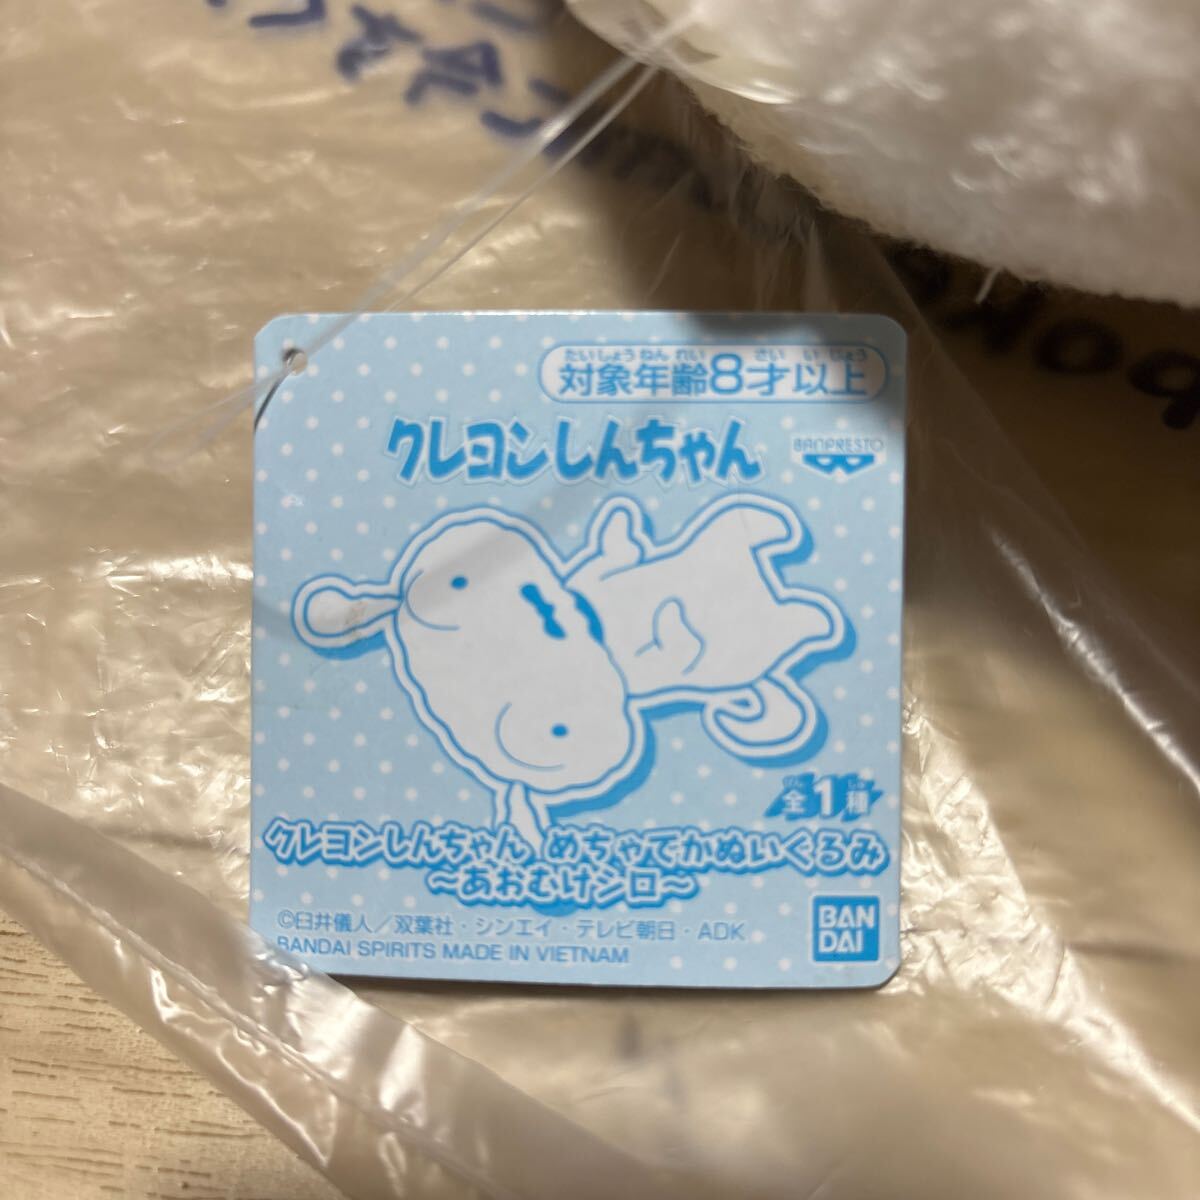 たいしょうねんれい さい いじょう
対象年齢8才以上
クレヨンしんちゃん
BANPRESTO
ぜん しゅ
全1種
クレヨンしんちゃん めちゃでかぬいぐるみ
～あおむけシロ～
©臼井儀人／双葉社・シンエイ・テレビ朝日・ADK
BANDAI SPIRITS MADE IN VIETNAM
BAN
DAI